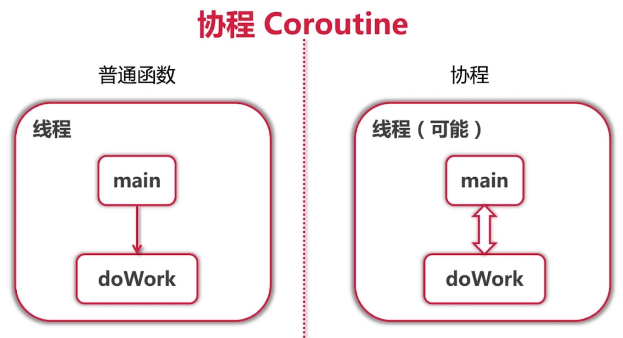 协程 Coroutine
普通函数
协程
线程
线程（可能）
main
main
doWork
doWork